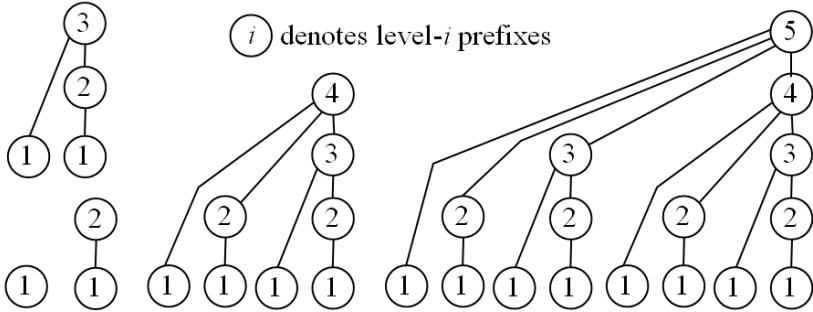 3 i denotes level-i prefixes 5
2 4 4
1 1 3 3 3
2 2 2 2 2 2 2
1 1 1 1 1 1 1 1 1 1 1 1 1 1